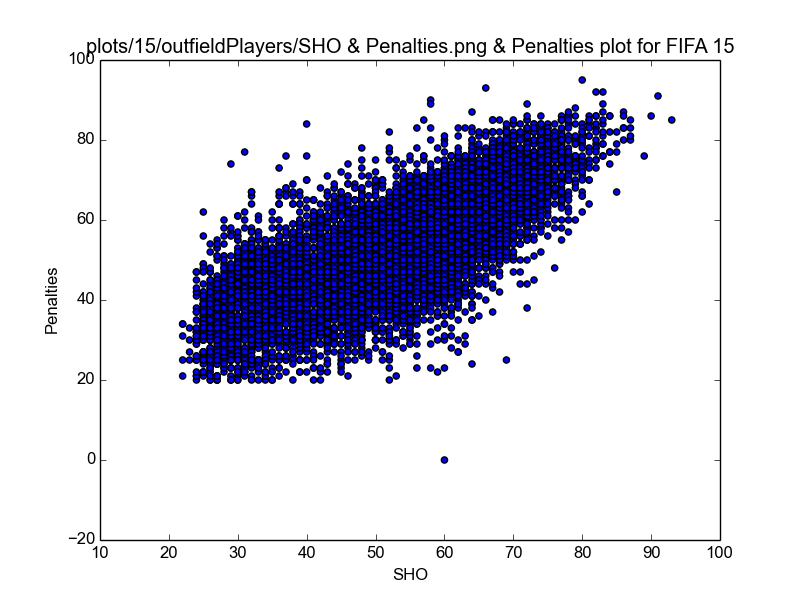 plots/15/outfieldPlayers/SHO & Penalties.png & Penalties plot for FIFA 15
100
80
60
40
20
0
−20
Penalties
10 20 30 40 50 60 70 80 90 100
SHO